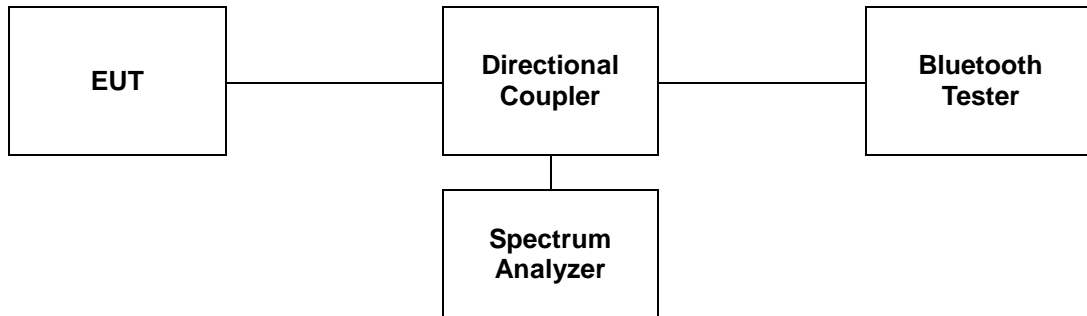 EUT
Directional
Coupler
Bluetooth
Tester
Spectrum
Analyzer